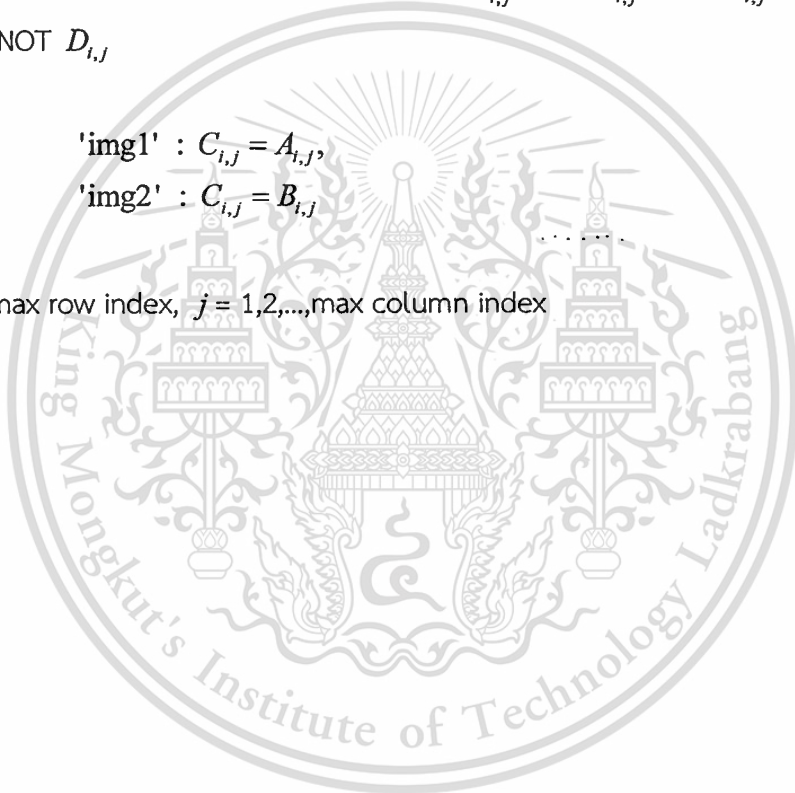 NOT D_{i,j}
'img1' : C_{i,j} = A_{i,j},
'img2' : C_{i,j} = B_{i,j}
.......
max row index, j = 1,2,...,max column index
King Mongkut's Institute of Technology Ladkrabang